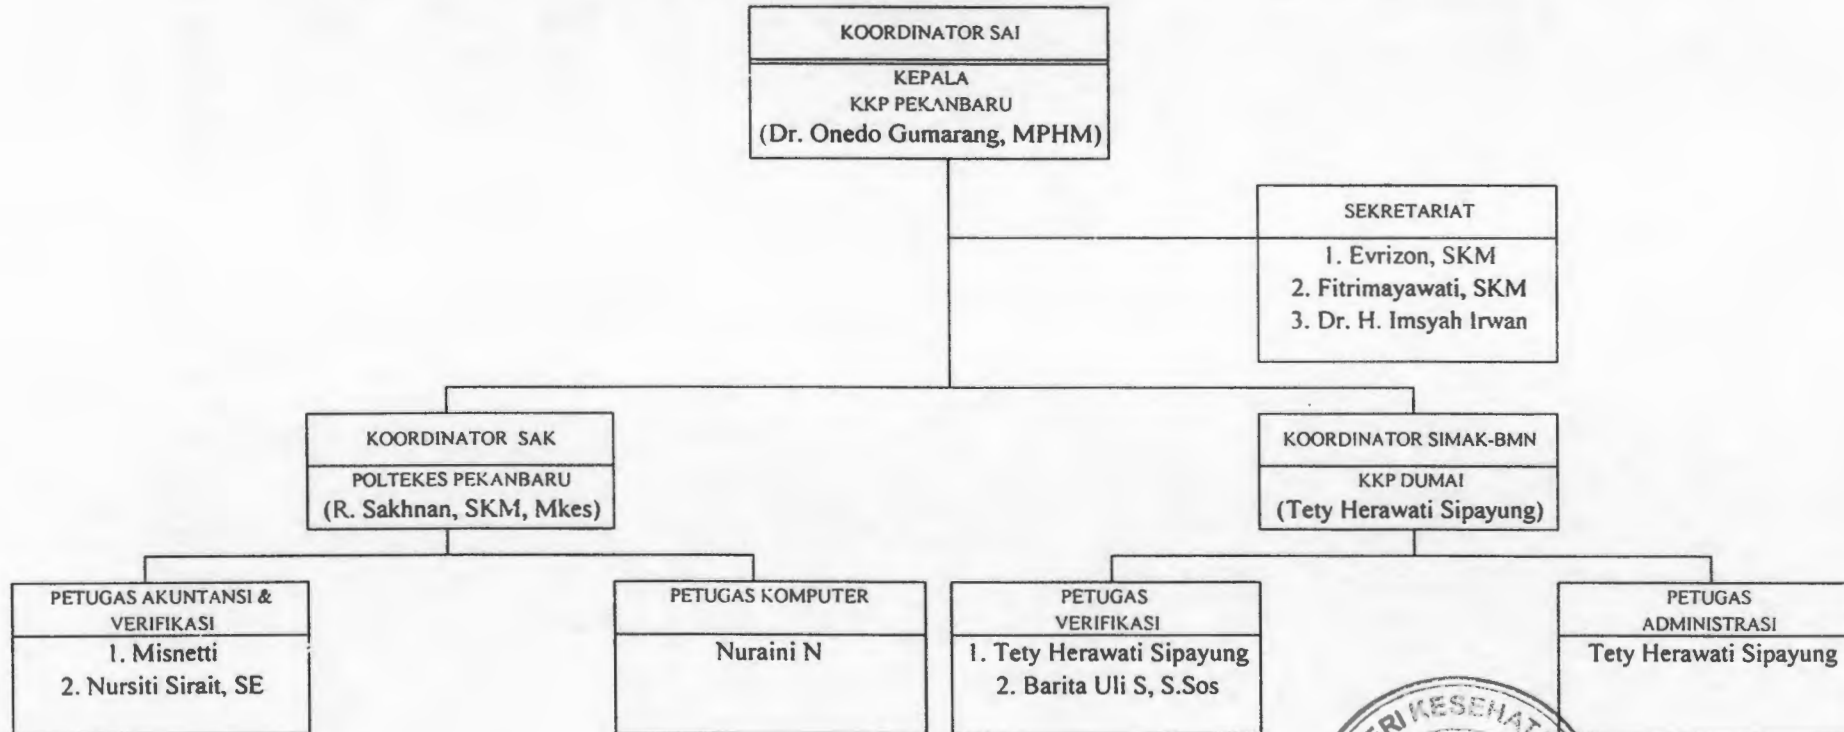 KOORDINATOR SAI
KEPALA
KKP PEKANBARU
(Dr. Onedo Gumarang, MPHM)
SEKRETARIAT
1. Evrizon, SKM
2. Fitrimayawati, SKM
3. Dr. H. Imsyah Irwan
KOORDINATOR SAK
POLTEKES PEKANBARU
(R. Sakhnan, SKM, Mkes)
KOORDINATOR SIMAK-BMN
KKP DUMAI
(Tety Herawati Sipayung)
PETUGAS AKUNTANSI &
VERIFIKASI
1. Misnetti
2. Nursiti Sirait, SE
PETUGAS KOMPUTER
Nuraini N
PETUGAS
VERIFIKASI
1. Tety Herawati Sipayung
2. Barita Uli S, S.Sos
PETUGAS
ADMINISTRASI
Tety Herawati Sipayung
ERI KESEHAT